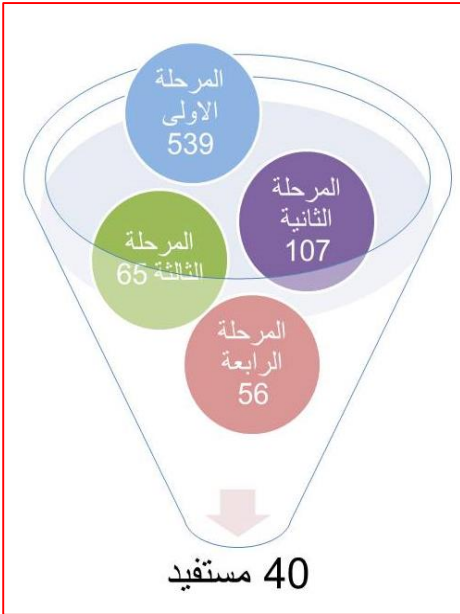 المرحلة
الاولى
539
المرحلة
الثانية
107
المرحلة
الثالثة 65
المرحلة
الرابعة
56
40 مستفيد